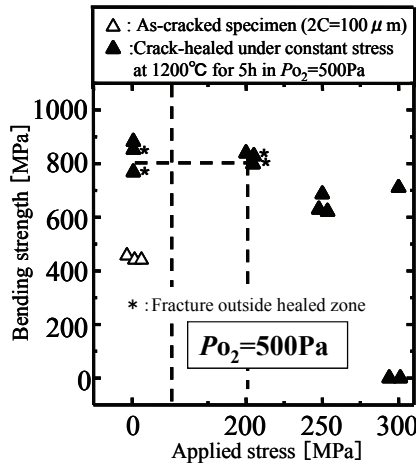 △ : As-cracked specimen (2C=100μm)
▲ :Crack-healed under constant stress
at 1200℃ for 5h in Po2=500Pa
Bending strength [MPa]
1000
800
600
400
200
0
* :Fracture outside healed zone
Po2=500Pa
0
200
250
300
Applied stress [MPa]